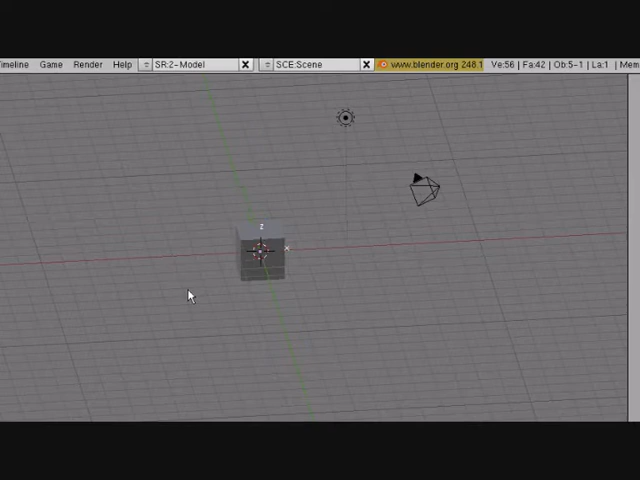 imeline Game Render Help SR:2-Model SCE:Scene www.blender.org 248.1 Ve:56 | Fa:42 | Ob:5-1 | La:1 | Mem
z
x